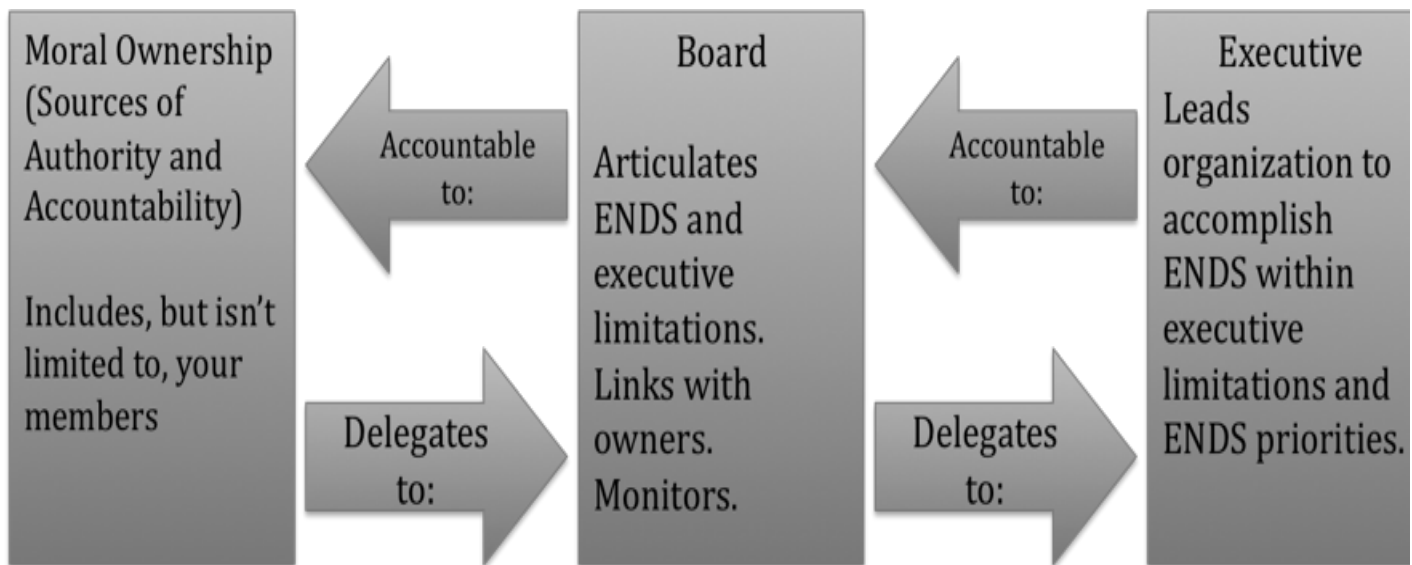 Moral Ownership
(Sources of
Authority and
Accountability)
Includes, but isn’t
limited to, your
members
Accountable
to:
Delegates
to:
Board
Articulates
ENDS and
executive
limitations.
Links with
owners.
Monitors.
Accountable
to:
Delegates
to:
Executive
Leads
organization to
accomplish
ENDS within
executive
limitations and
ENDS priorities.